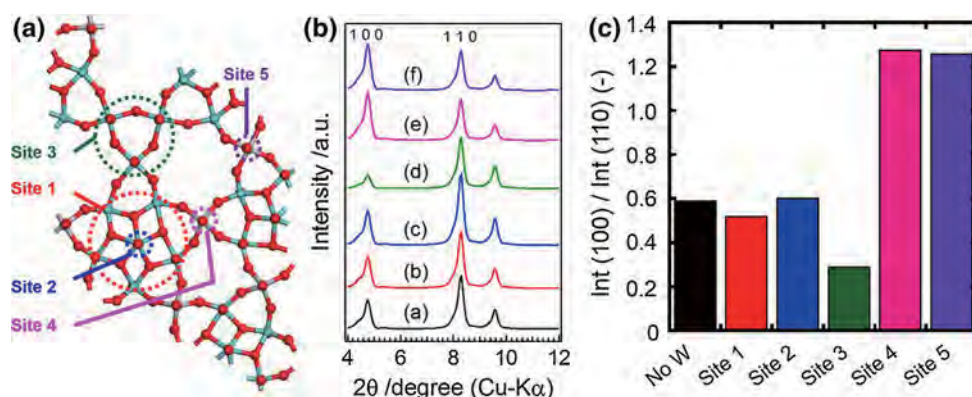 (a)
Site 5
Site 3
Site 1
Site 2
Site 4
(b)
1 0 0
1 1 0
(f)
(e)
(d)
(c)
(b)
(a)
Intensity /a.u.
4 6 8 10 12
2θ /degree (Cu-Kα)
(c)
Int (100) / Int (110) (-)
1.4
1.2
1.0
0.8
0.6
0.4
0.2
0
No W
Site 1
Site 2
Site 3
Site 4
Site 5